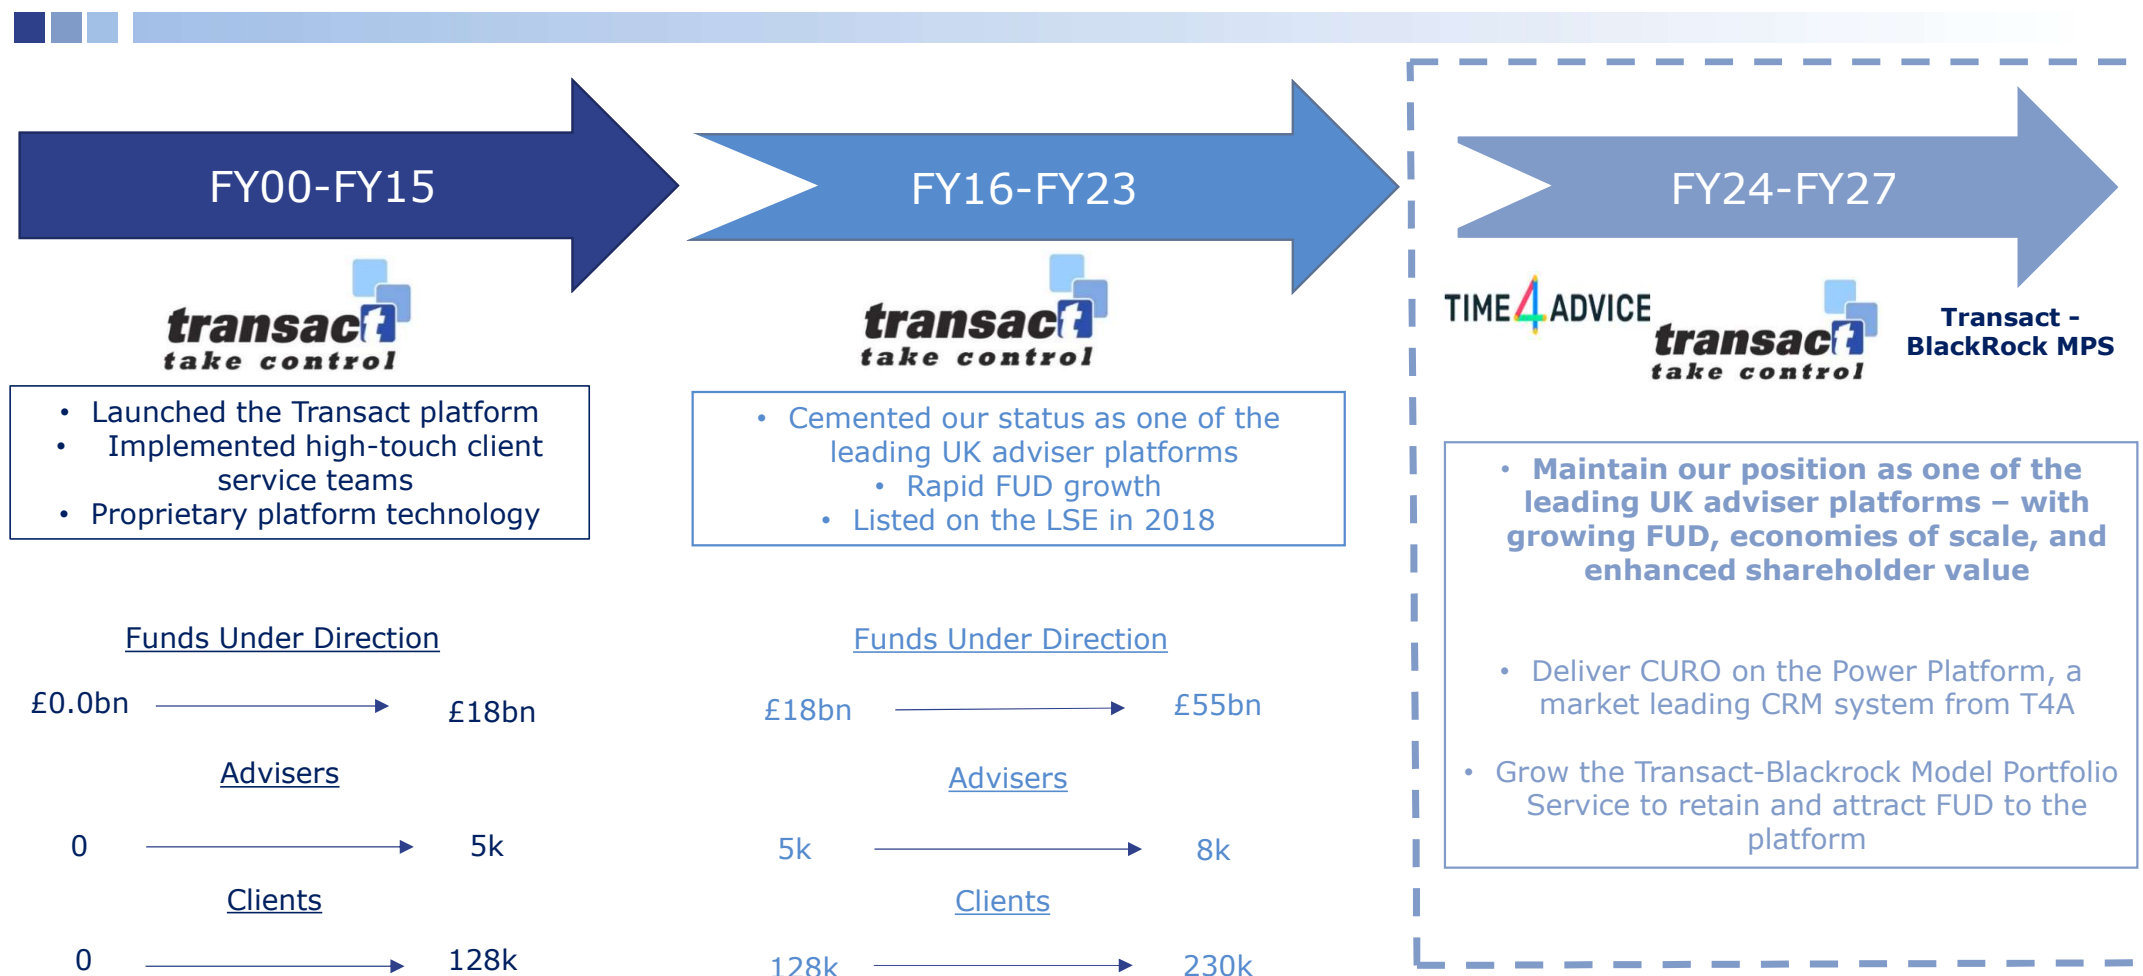 FY00-FY15
transact
take control
• Launched the Transact platform
• Implemented high-touch client
service teams
• Proprietary platform technology
Funds Under Direction
£0.0bn £18bn
Advisers
0 5k
Clients
0 128k
FY16-FY23
transact
take control
• Cemented our status as one of the
leading UK adviser platforms
• Rapid FUD growth
• Listed on the LSE in 2018
Funds Under Direction
£18bn £55bn
Advisers
5k 8k
Clients
128k 230k
FY24-FY27
TIME4ADVICE
transact
take control
Transact -
BlackRock MPS
• Maintain our position as one of the
leading UK adviser platforms – with
growing FUD, economies of scale, and
enhanced shareholder value
• Deliver CURO on the Power Platform, a
market leading CRM system from T4A
• Grow the Transact-Blackrock Model Portfolio
Service to retain and attract FUD to the
platform